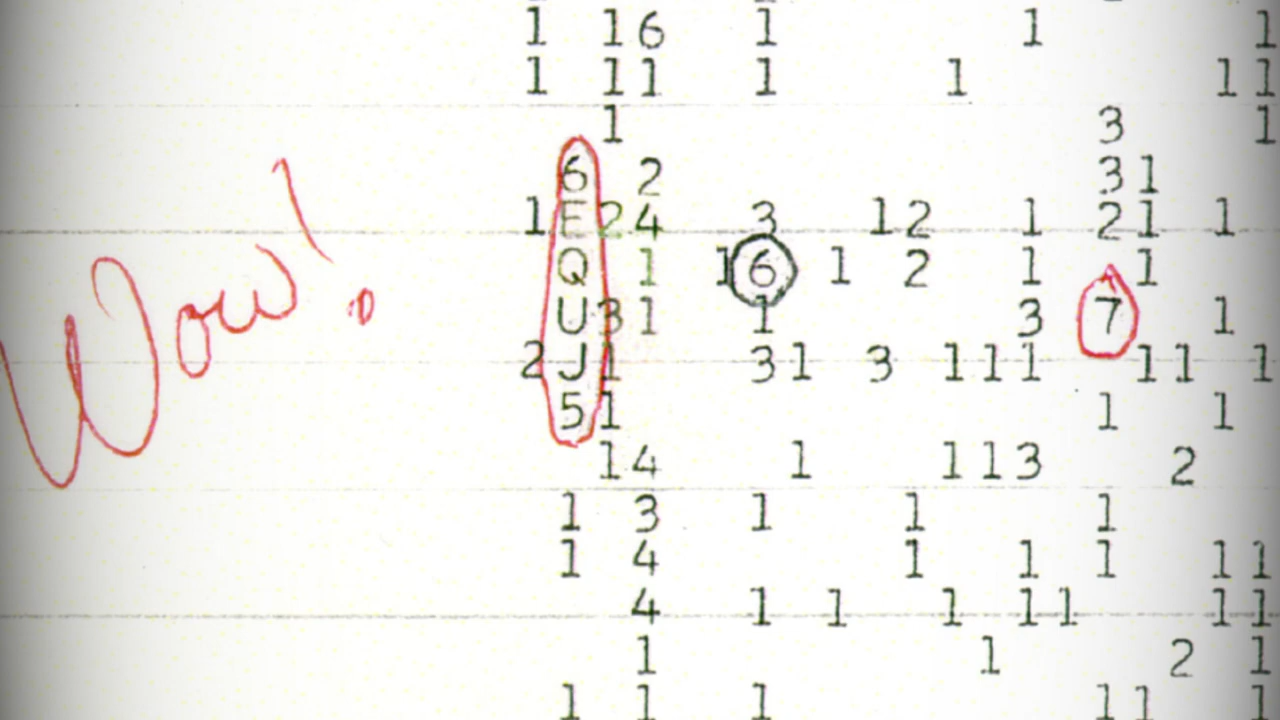 1 16 1 1 1
1 11 1 1 11
1 3 1
6 2 31
1E24 3 12 1 21 1
Q 1 16 1 2 1 1
U31 1 3 7 1
Wow!
2J1 31 3 111 11 1
51 1 1
14 1 113 2
1 3 1 1 1
1 4 1 1 1 11
4 1 1 1 11 11
1 1 2 1
1 1 1 11 1